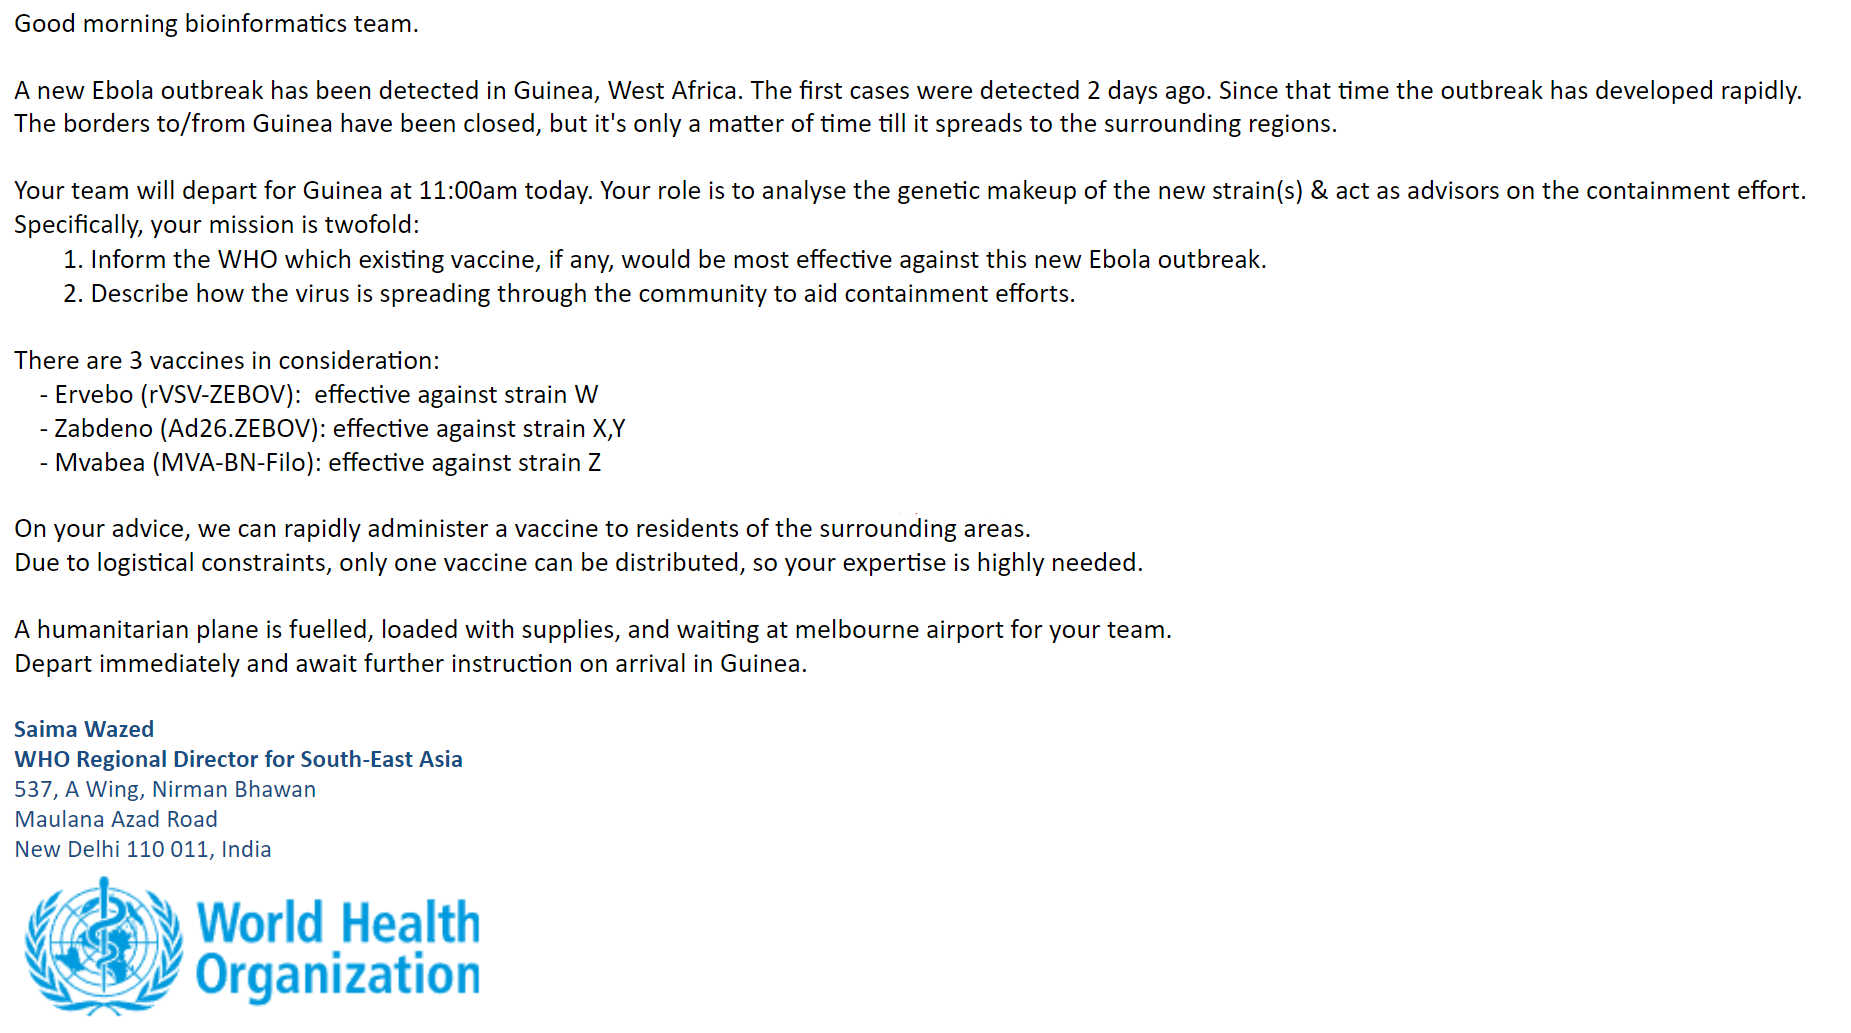 Good morning bioinformatics team.
A new Ebola outbreak has been detected in Guinea, West Africa. The first cases were detected 2 days ago. Since that time the outbreak has developed rapidly.
The borders to/from Guinea have been closed, but it's only a matter of time till it spreads to the surrounding regions.
Your team will depart for Guinea at 11:00am today. Your role is to analyse the genetic makeup of the new strain(s) & act as advisors on the containment effort.
Specifically, your mission is twofold:
1. Inform the WHO which existing vaccine, if any, would be most effective against this new Ebola outbreak.
2. Describe how the virus is spreading through the community to aid containment efforts.
There are 3 vaccines in consideration:
- Ervebo (rVSV-ZEBOV):  effective against strain W
- Zabdeno (Ad26.ZEBOV): effective against strain X,Y
- Mvabea (MVA-BN-Filo): effective against strain Z
On your advice, we can rapidly administer a vaccine to residents of the surrounding areas.
Due to logistical constraints, only one vaccine can be distributed, so your expertise is highly needed.
A humanitarian plane is fuelled, loaded with supplies, and waiting at melbourne airport for your team.
Depart immediately and await further instruction on arrival in Guinea.
Saima Wazed
WHO Regional Director for South-East Asia
537, A Wing, Nirman Bhawan
Maulana Azad Road
New Delhi 110 011, India
World Health
Organization